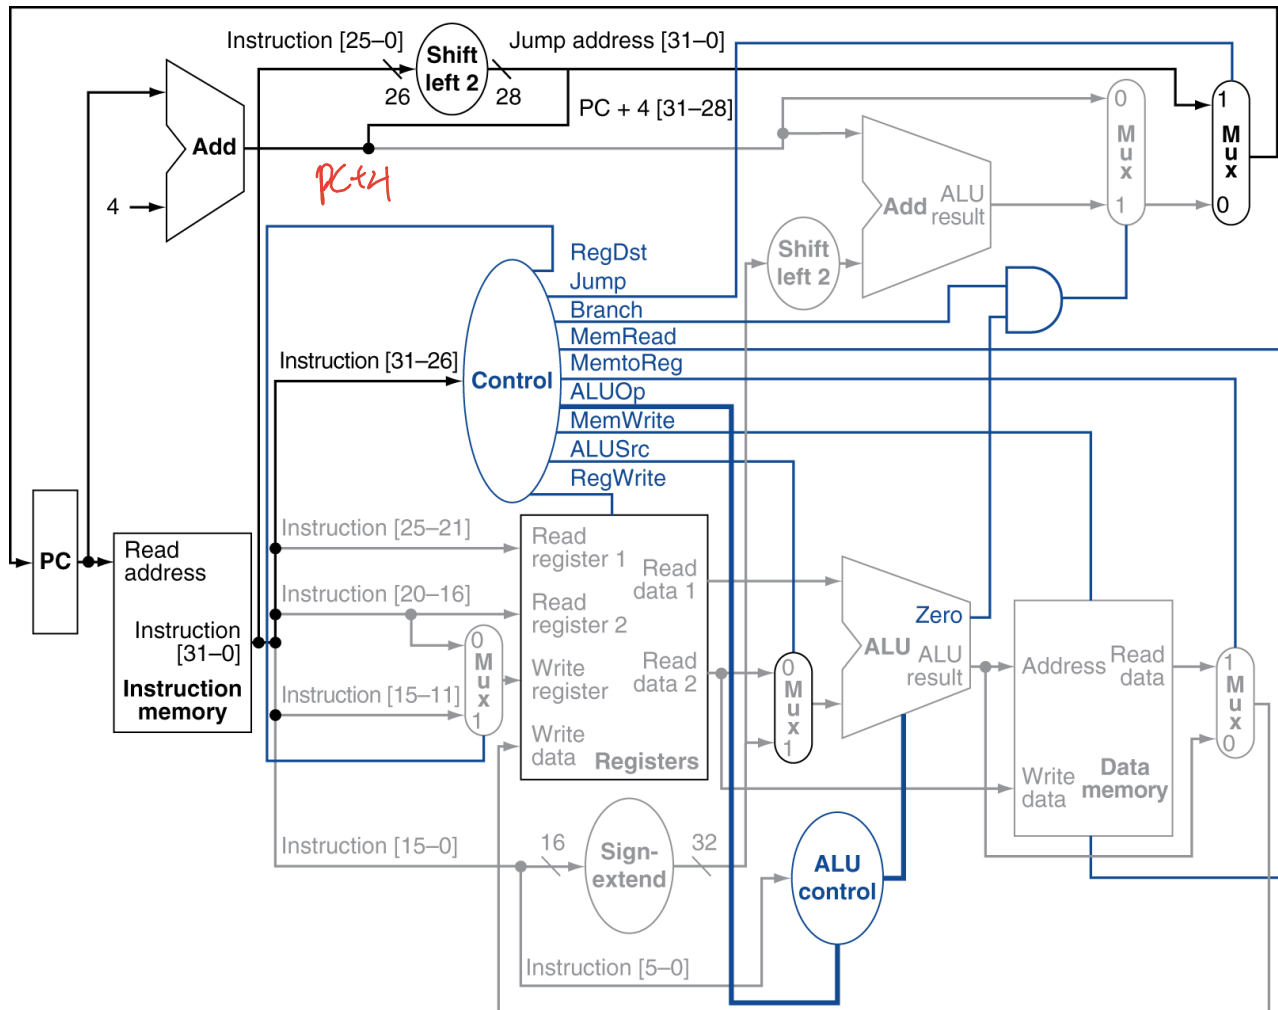 Instruction [25–0]
Shift
left 2
Jump address [31–0]
26
28
PC + 4 [31–28]
Add
PC+4
4
0
M
u
x
1
1
M
u
x
0
Add
ALU
result
Shift
left 2
RegDst
Jump
Branch
MemRead
MemtoReg
ALUOp
MemWrite
ALUSrc
RegWrite
Instruction [31–26]
Control
PC
Read
address
Instruction
[31–0]
Instruction
memory
Instruction [25–21]
Instruction [20–16]
Instruction [15–11]
0
M
u
x
1
Read
register 1
Read
register 2
Write
register
Write
data
Read
data 1
Read
data 2
Registers
0
M
u
x
1
Zero
ALU
ALU
result
Address
Read
data
Write
data
Data
memory
1
M
u
x
0
Instruction [15–0]
16
Sign-
extend
32
ALU
control
Instruction [5–0]